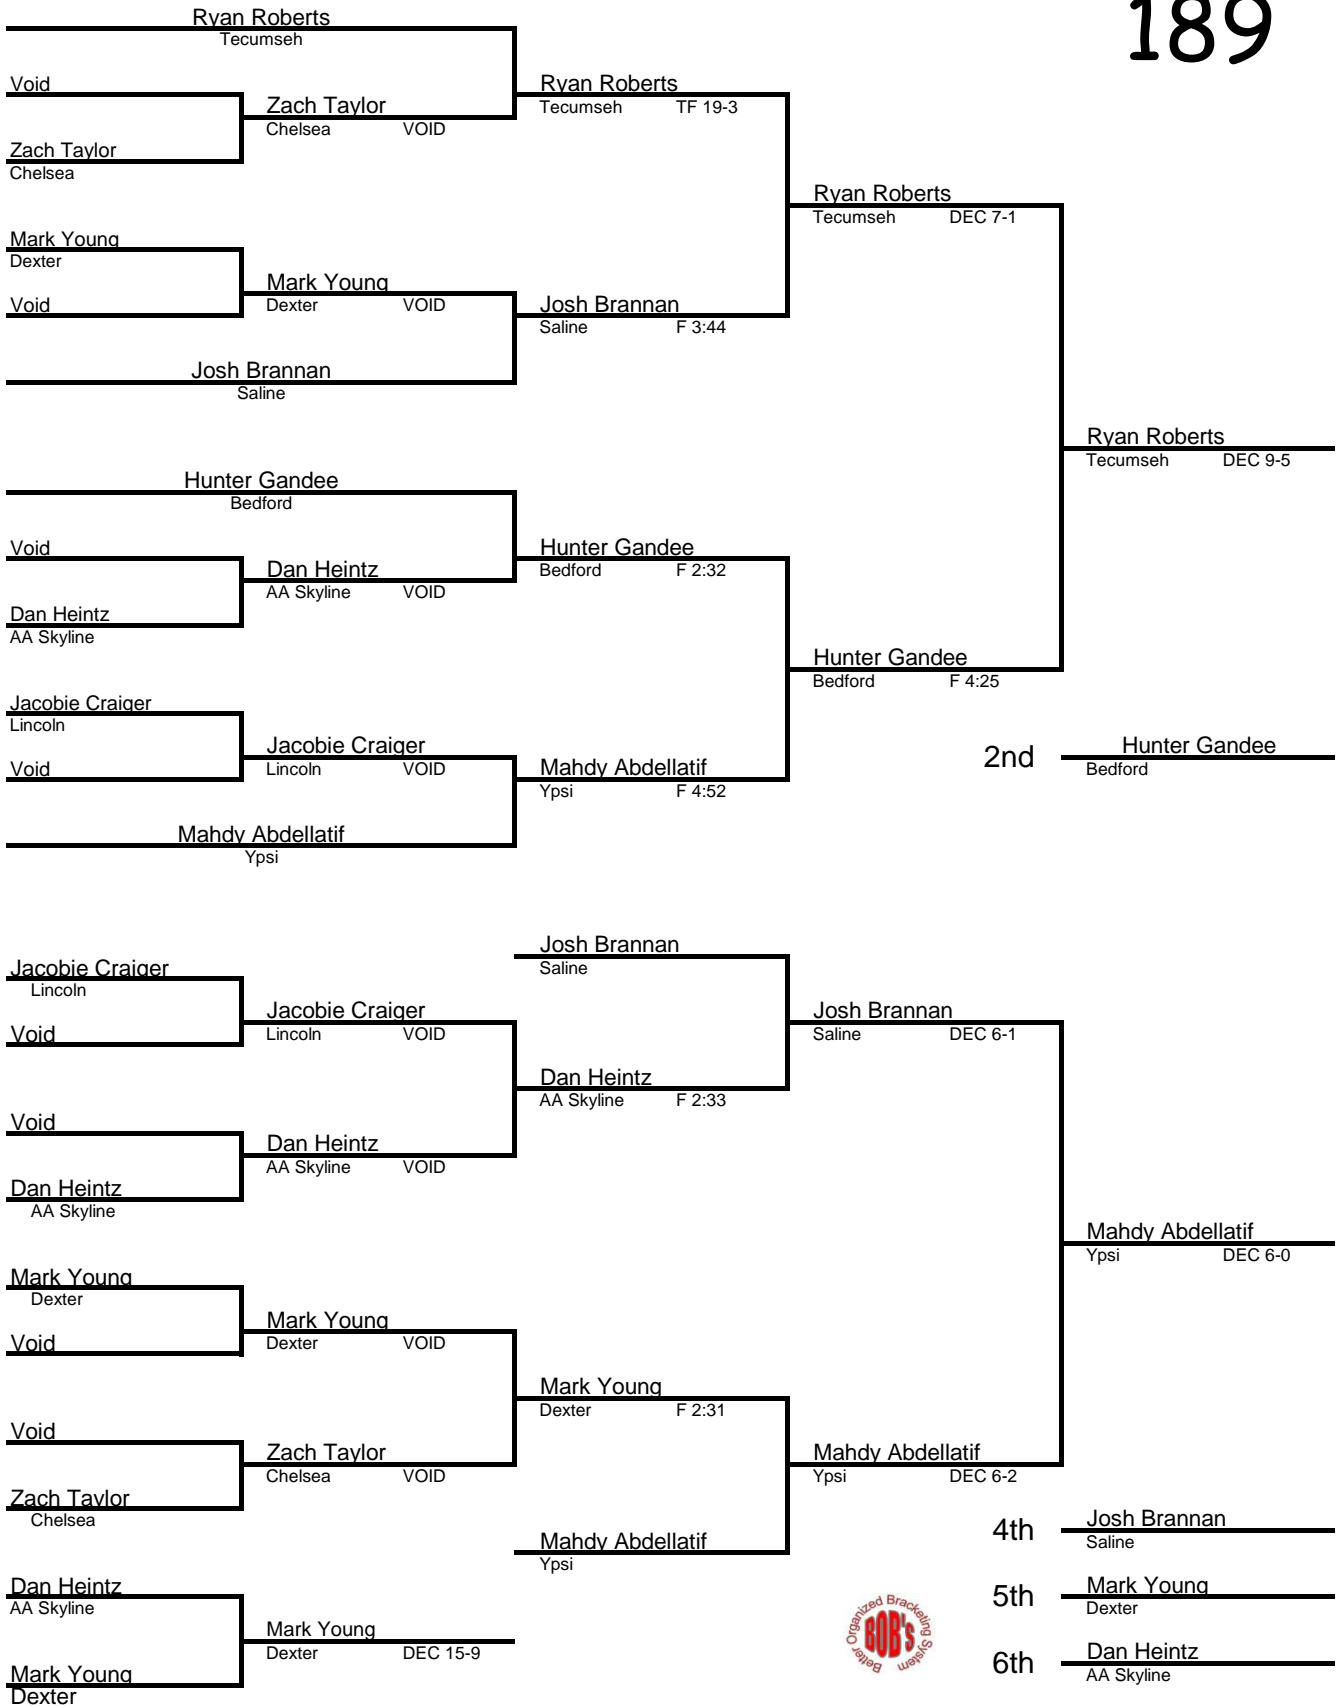 189
Ryan Roberts
Tecumseh
Void
Zach Taylor
Chelsea VOID
Zach Taylor
Chelsea
Ryan Roberts
Tecumseh TF 19-3
Mark Young
Dexter
Void
Mark Young
Dexter VOID
Josh Brannan
Saline
Josh Brannan
Saline F 3:44
Ryan Roberts
Tecumseh DEC 7-1
Hunter Gandee
Bedford
Void
Dan Heintz
AA Skyline VOID
Dan Heintz
AA Skyline
Hunter Gandee
Bedford F 2:32
Jacobie Craiger
Lincoln
Void
Jacobie Craiger
Lincoln VOID
Mahdy Abdellatif
Ypsi
Mahdy Abdellatif
Ypsi F 4:52
Hunter Gandee
Bedford F 4:25
Ryan Roberts
Tecumseh DEC 9-5
2nd Hunter Gandee
Bedford
Jacobie Craiger
Lincoln
Void
Jacobie Craiger
Lincoln VOID
Void
Dan Heintz
AA Skyline
Dan Heintz
AA Skyline VOID
Josh Brannan
Saline
Dan Heintz
AA Skyline F 2:33
Josh Brannan
Saline DEC 6-1
Mark Young
Dexter
Void
Mark Young
Dexter VOID
Void
Zach Taylor
Chelsea
Zach Taylor
Chelsea VOID
Mark Young
Dexter F 2:31
Mahdy Abdellatif
Ypsi
Mahdy Abdellatif
Ypsi DEC 6-2
Mahdy Abdellatif
Ypsi DEC 6-0
Dan Heintz
AA Skyline
Mark Young
Dexter
Mark Young
Dexter DEC 15-9
Better Organized Bracketing System
BOB'S
4th Josh Brannan
Saline
5th Mark Young
Dexter
6th Dan Heintz
AA Skyline